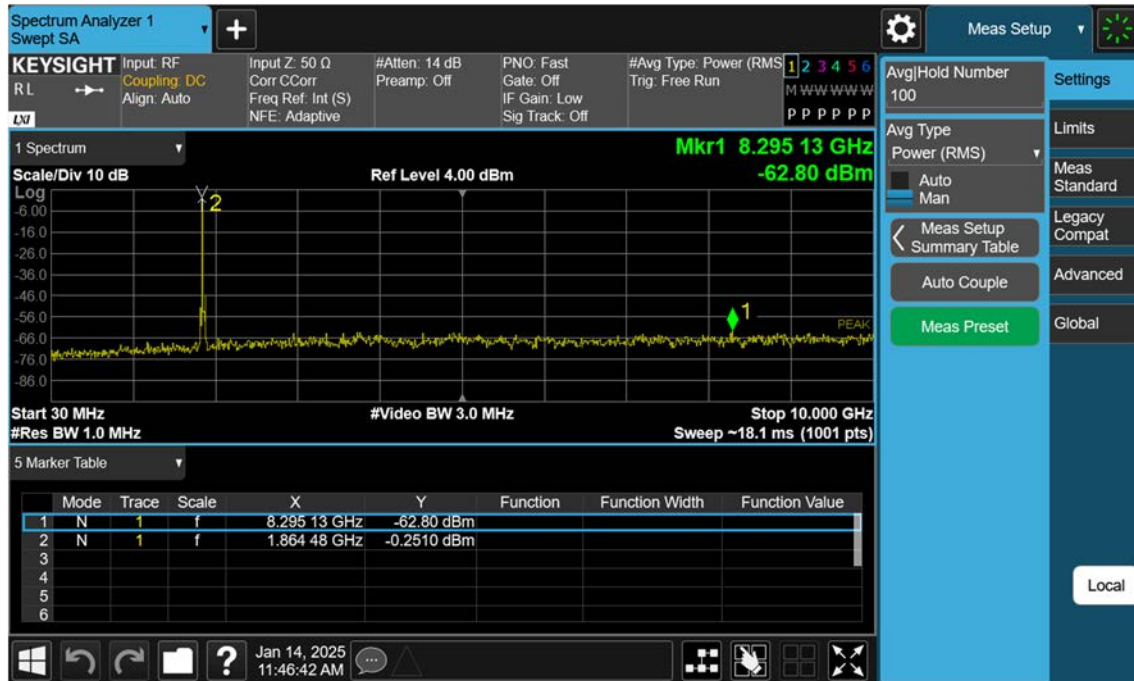 Spectrum Analyzer 1
Swept SA
+
Meas Setup
KEYSIGHT
RL
LXI
Input: RF
Coupling: DC
Align: Auto
Input Z: 50 Ω
Corr CCorr
Freq Ref: Int (S)
NFE: Adaptive
#Atten: 14 dB
Preamp: Off
PNO: Fast
Gate: Off
IF Gain: Low
Sig Track: Off
#Avg Type: Power (RMS
Trig: Free Run
1 2 3 4 5 6
M W W W W W
P P P P P P
1 Spectrum
Mkr1 8.295 13 GHz
-62.80 dBm
Scale/Div 10 dB
Ref Level 4.00 dBm
Log
-6.00
-16.0
-26.0
-36.0
-46.0
-56.0
-66.0
-76.0
-86.0
2
1
PEAK
Start 30 MHz
#Video BW 3.0 MHz
Stop 10.000 GHz
#Res BW 1.0 MHz
Sweep ~18.1 ms (1001 pts)
5 Marker Table
Mode Trace Scale X Y Function Function Width Function Value
1 N 1 f 8.295 13 GHz -62.80 dBm
2 N 1 f 1.864 48 GHz -0.2510 dBm
3
4
5
6
Avg|Hold Number
100
Avg Type
Power (RMS)
Auto
Man
Meas Setup
Summary Table
Auto Couple
Meas Preset
Settings
Limits
Meas
Standard
Legacy
Compat
Advanced
Global
Local
?
Jan 14, 2025
11:46:42 AM